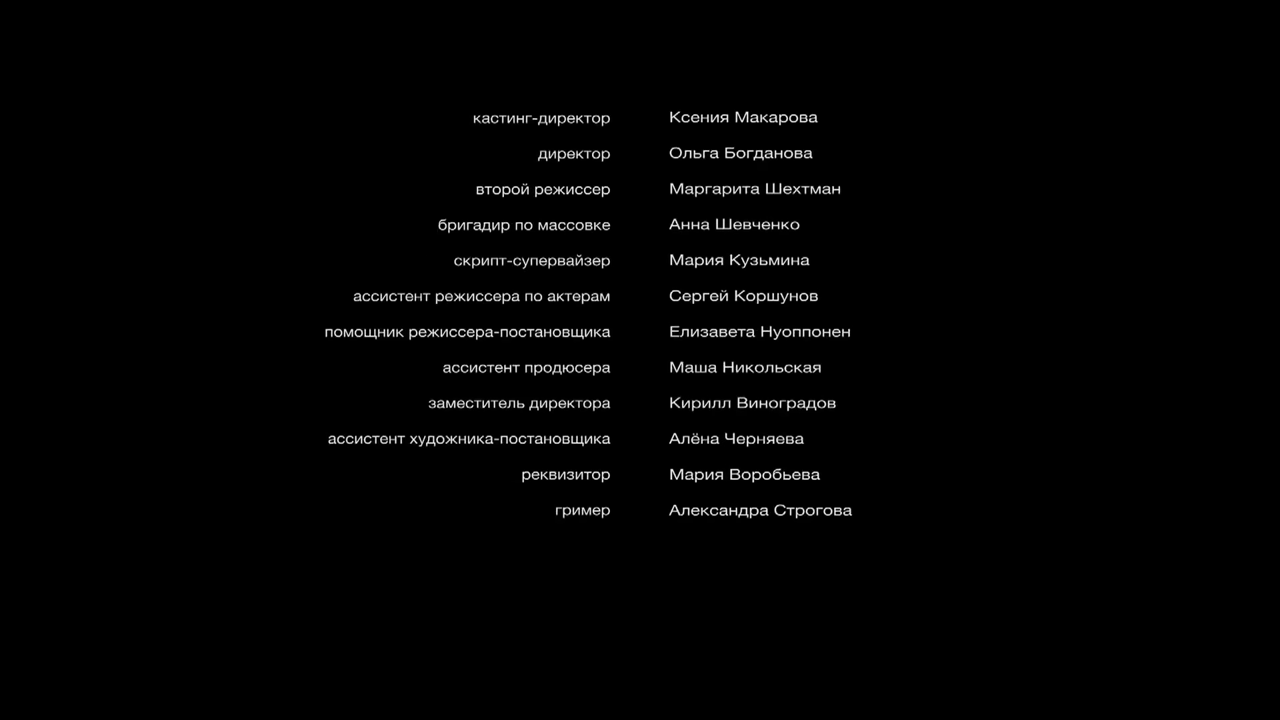 кастинг-директор Ксения Макарова
директор Ольга Богданова
второй режиссер Маргарита Шехтман
бригадир по массовке Анна Шевченко
скрипт-супервайзер Мария Кузьмина
ассистент режиссера по актерам Сергей Коршунов
помощник режиссера-постановщика Елизавета Нуоппонен
ассистент продюсера Маша Никольская
заместитель директора Кирилл Виноградов
ассистент художника-постановщика Алёна Черняева
реквизитор Мария Воробьева
гример Александра Строгова